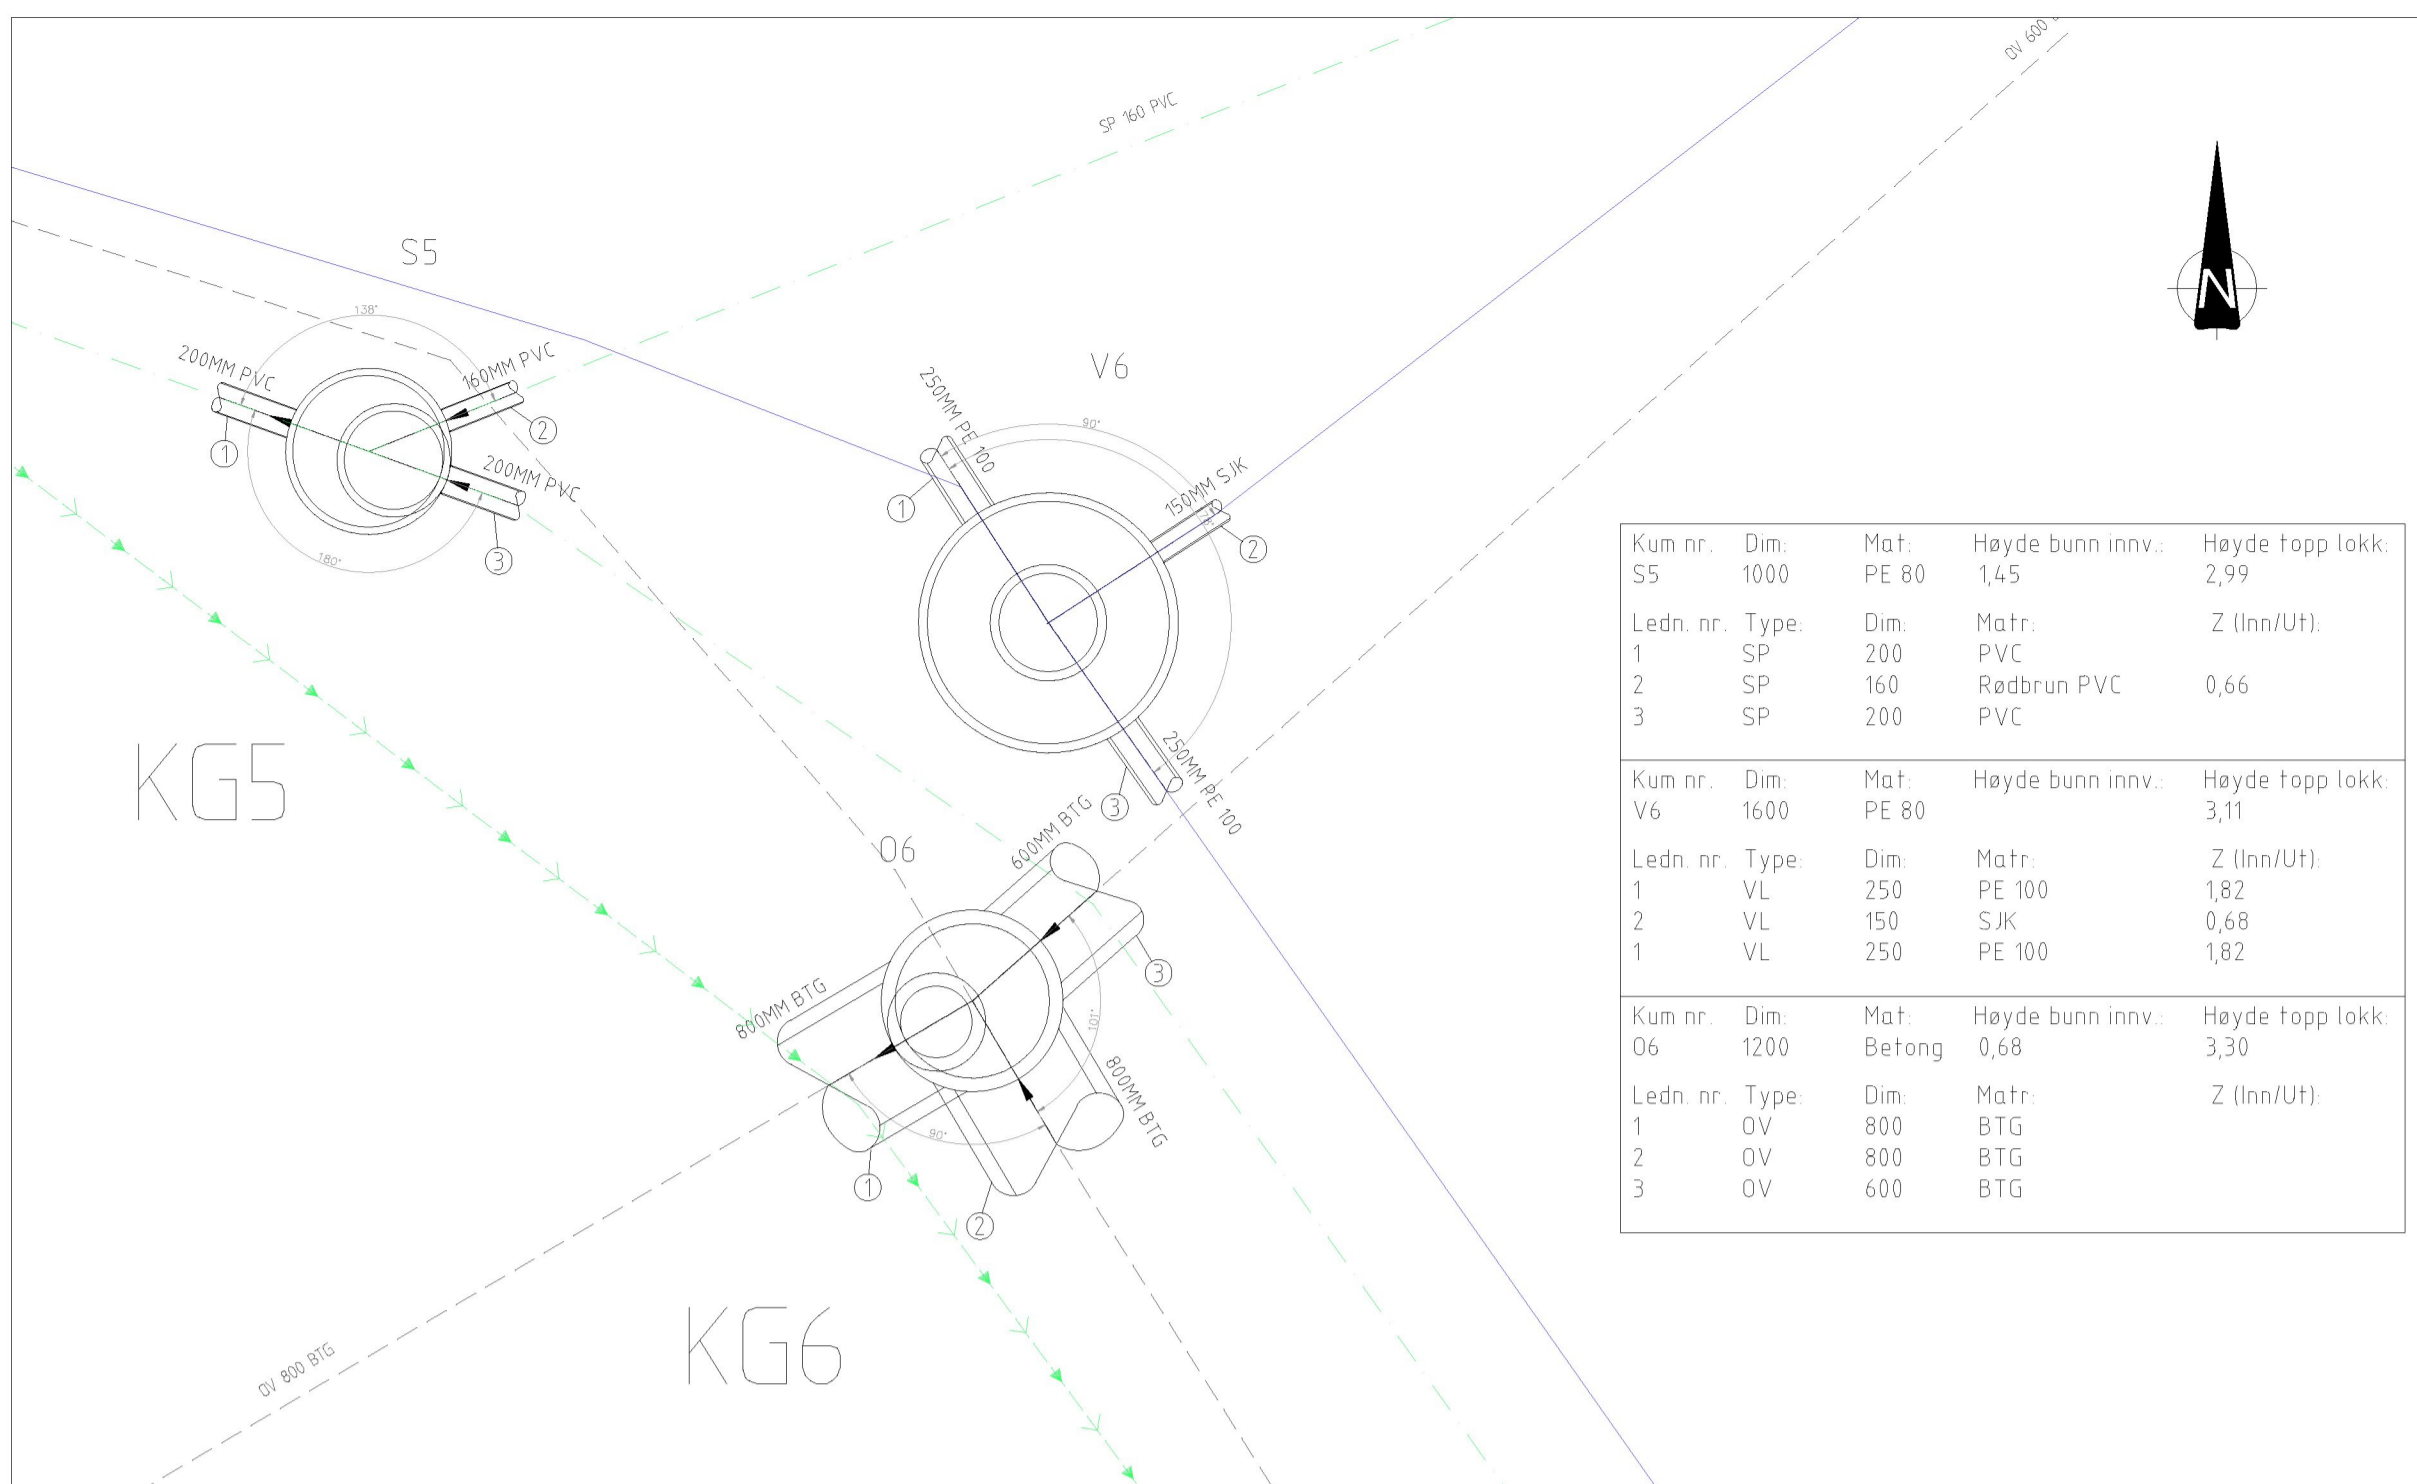 OV 600
SP 160 PVC
N
S5
138°
200MM PVC
160MM PVC
1
2
200MM PVC
3
180°
V6
250MM PE 100
90°
1
150MM SJK
78°
2
250MM PE 100
3
KG5
O6
600MM BTG
3
800MM BTG
101°
800MM BTG
90°
1
2
KG6
OV 800 BTG
Kum nr. Dim: Mat: Høyde bunn innv.: Høyde topp lokk:
S5 1000 PE 80 1,45 2,99
Ledn. nr. Type: Dim: Matr: Z (Inn/Ut):
1 SP 200 PVC
2 SP 160 Rødbrun PVC 0,66
3 SP 200 PVC
Kum nr. Dim: Mat: Høyde bunn innv.: Høyde topp lokk:
V6 1600 PE 80 3,11
Ledn. nr. Type: Dim: Matr: Z (Inn/Ut):
1 VL 250 PE 100 1,82
2 VL 150 SJK 0,68
1 VL 250 PE 100 1,82
Kum nr. Dim: Mat: Høyde bunn innv.: Høyde topp lokk:
O6 1200 Betong 0,68 3,30
Ledn. nr. Type: Dim: Matr: Z (Inn/Ut):
1 OV 800 BTG
2 OV 800 BTG
3 OV 600 BTG